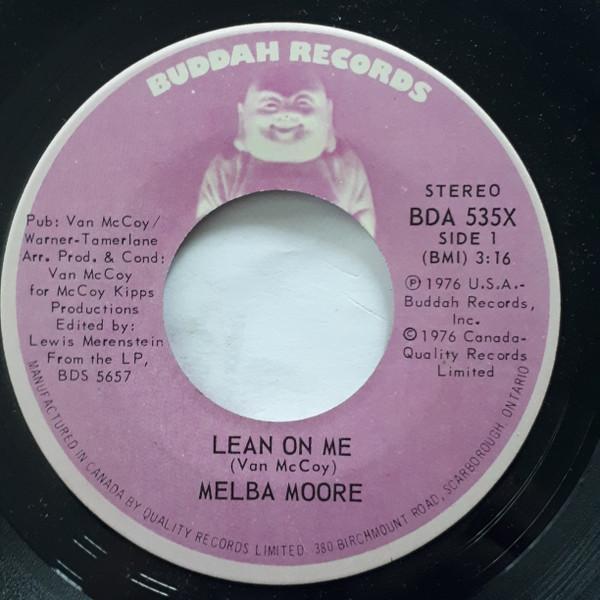 BUDDAH RECORDS
Pub: Van McCoy/
Warner-Tamerlane
Arr. Prod. & Cond:
Van McCoy
for McCoy Kipps
Productions
Edited by:
Lewis Merenstein
From the LP,
BDS 5657
STEREO
BDA 535X
SIDE 1
(BMI) 3:16
℗ 1976 U.S.A.-
Buddah Records,
Inc.
© 1976 Canada-
Quality Records
Limited
LEAN ON ME
(Van McCoy)
MELBA MOORE
MANUFACTURED IN CANADA BY QUALITY RECORDS LIMITED. 380 BIRCHMOUNT ROAD, SCARBOROUGH, ONTARIO